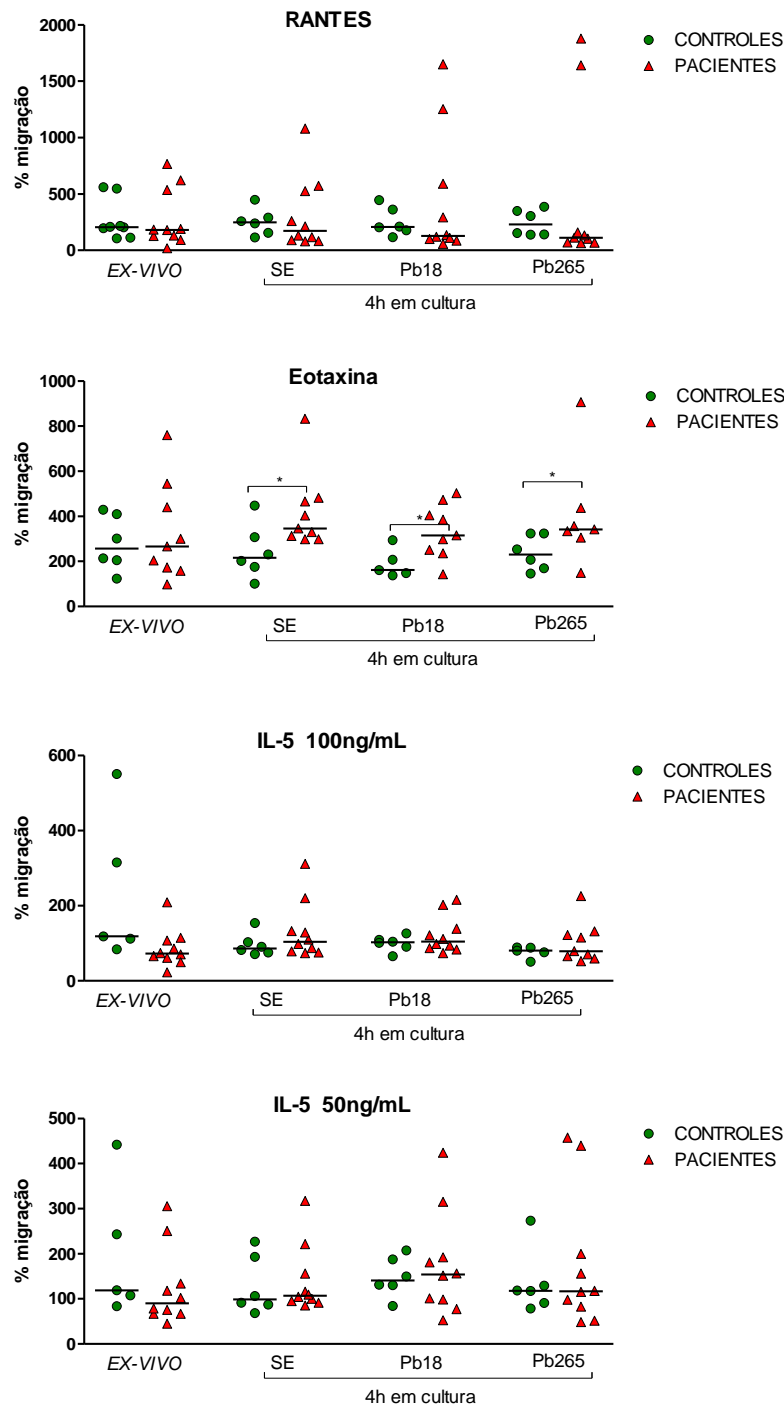 RANTES
CONTROLES
PACIENTES
% migração
2000
1500
1000
500
0
EX-VIVO SE Pb18 Pb265
4h em cultura
Eotaxina
CONTROLES
PACIENTES
% migração
1000
800
600
400
200
0
* * *
EX-VIVO SE Pb18 Pb265
4h em cultura
IL-5 100ng/mL
CONTROLES
PACIENTES
% migração
600
400
200
0
EX-VIVO SE Pb18 Pb265
4h em cultura
IL-5 50ng/mL
CONTROLES
PACIENTES
% migração
500
400
300
200
100
0
EX-VIVO SE Pb18 Pb265
4h em cultura